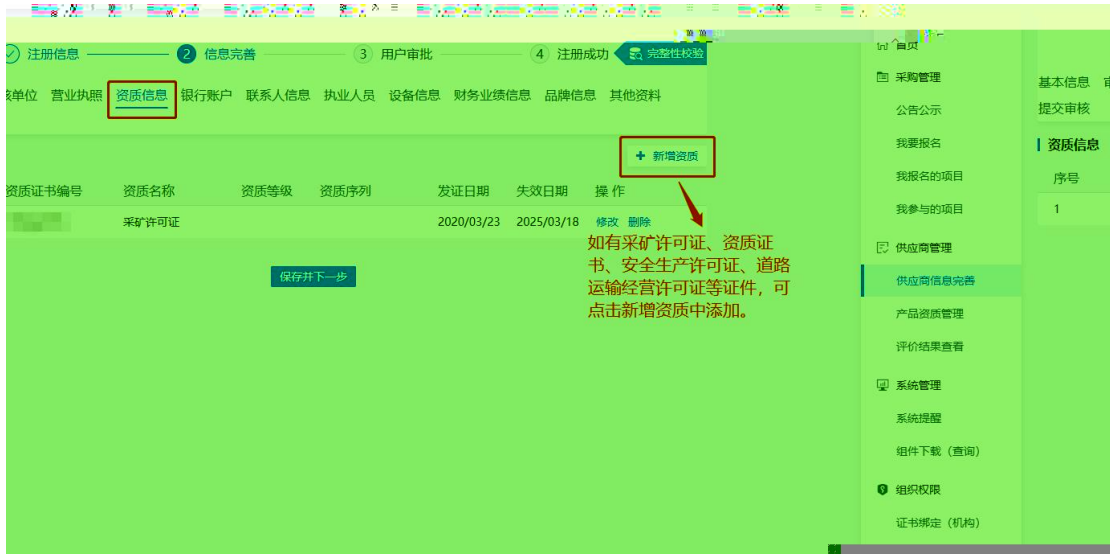 注册信息
2 信息完善
3 用户审批
4 注册成功
完整性校验
单位 营业执照 资质信息 银行账户 联系人信息 执业人员 设备信息 财务业绩信息 品牌信息 其他资料
+ 新增资质
资质证书编号 资质名称 资质等级 资质序列 发证日期 失效日期 操作
采矿许可证 2020/03/23 2025/03/18 修改 删除
如有采矿许可证、资质证
书、安全生产许可证、道路
运输经营许可证等证件，可
点击新增资质中添加。
保存并下一步
首页
采购管理
公告公示
我要报名
我报名的项目
我参与的项目
供应商管理
供应商信息完善
产品资质管理
评价结果查看
系统管理
系统提醒
组件下载（查询）
组织权限
证书绑定（机构）
基本信息
提交审核
资质信息
序号
1